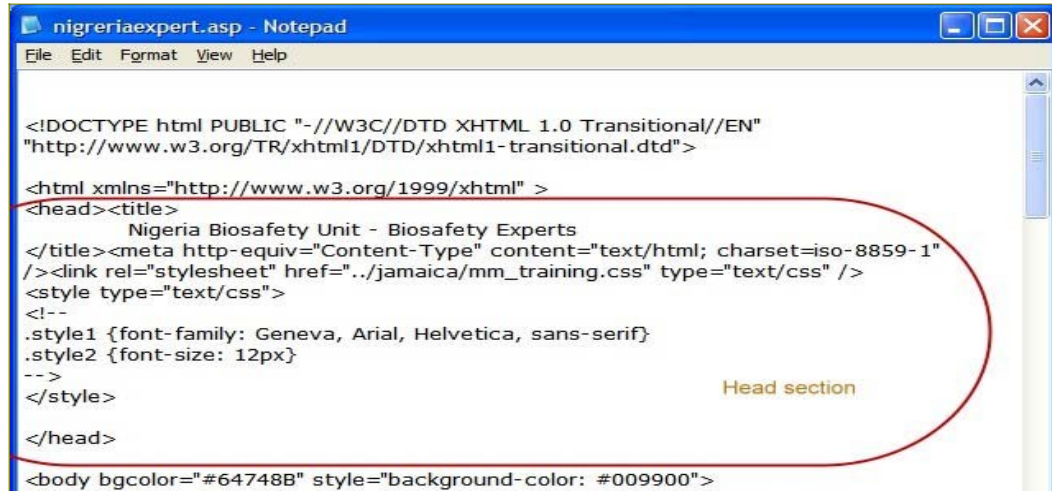 nigreriaexpert.asp - Notepad
File Edit Format View Help
<!DOCTYPE html PUBLIC "-//W3C//DTD XHTML 1.0 Transitional//EN"
"http://www.w3.org/TR/xhtml1/DTD/xhtml1-transitional.dtd">
<html xmlns="http://www.w3.org/1999/xhtml" >
<head><title>
Nigeria Biosafety Unit - Biosafety Experts
</title><meta http-equiv="Content-Type" content="text/html; charset=iso-8859-1"
/><link rel="stylesheet" href="../jamaica/mm_training.css" type="text/css" />
<style type="text/css">
<!--
.style1 {font-family: Geneva, Arial, Helvetica, sans-serif}
.style2 {font-size: 12px}
-->
</style>
Head section
</head>
<body bgcolor="#64748B" style="background-color: #009900">